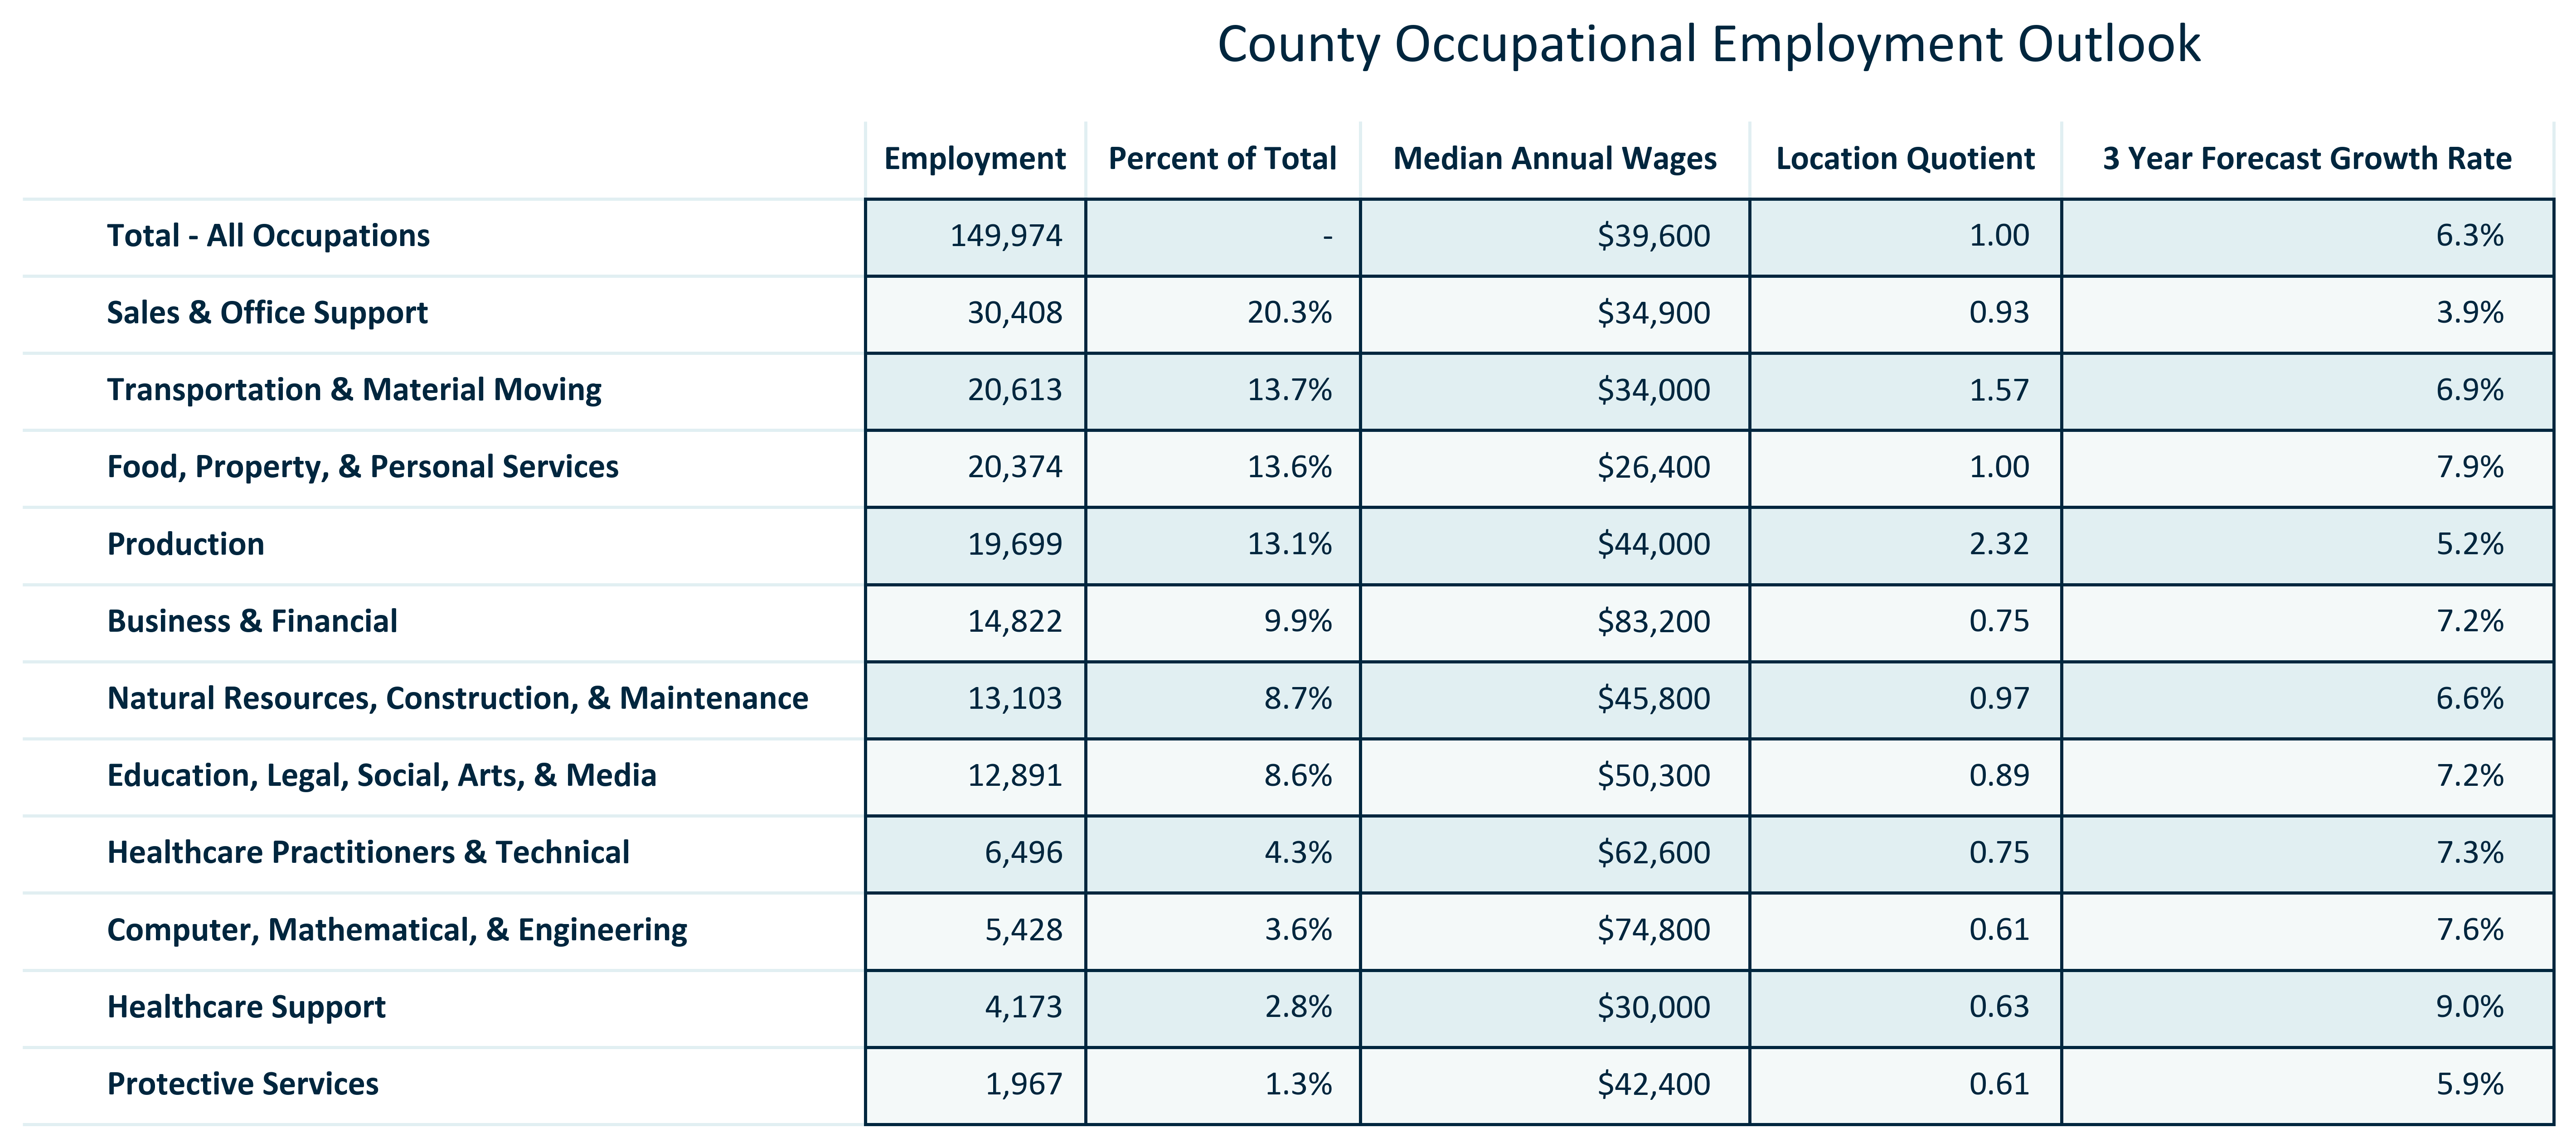 County Occupational Employment Outlook
Employment Percent of Total Median Annual Wages Location Quotient 3 Year Forecast Growth Rate
Total - All Occupations 149,974 - $39,600 1.00 6.3%
Sales & Office Support 30,408 20.3% $34,900 0.93 3.9%
Transportation & Material Moving 20,613 13.7% $34,000 1.57 6.9%
Food, Property, & Personal Services 20,374 13.6% $26,400 1.00 7.9%
Production 19,699 13.1% $44,000 2.32 5.2%
Business & Financial 14,822 9.9% $83,200 0.75 7.2%
Natural Resources, Construction, & Maintenance 13,103 8.7% $45,800 0.97 6.6%
Education, Legal, Social, Arts, & Media 12,891 8.6% $50,300 0.89 7.2%
Healthcare Practitioners & Technical 6,496 4.3% $62,600 0.75 7.3%
Computer, Mathematical, & Engineering 5,428 3.6% $74,800 0.61 7.6%
Healthcare Support 4,173 2.8% $30,000 0.63 9.0%
Protective Services 1,967 1.3% $42,400 0.61 5.9%